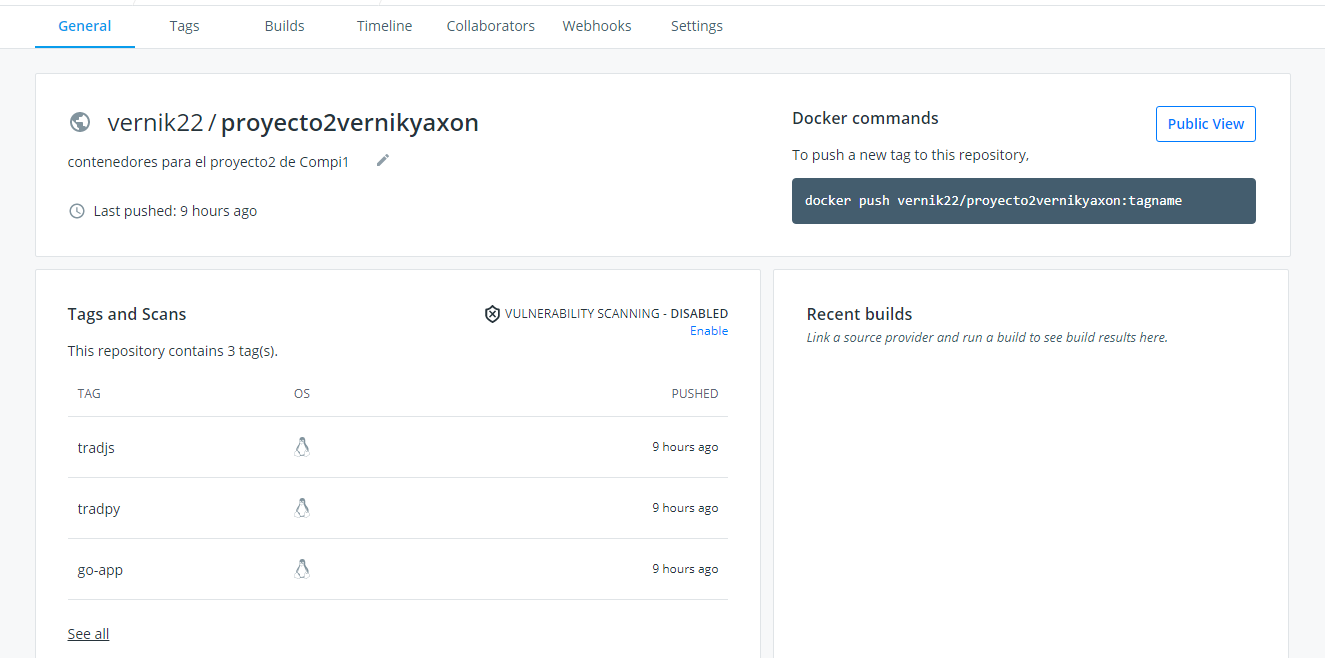 General Tags Builds Timeline Collaborators Webhooks Settings
vernik22 / proyecto2vernikyaxon
contenedores para el proyecto2 de Compi1
Last pushed: 9 hours ago
Docker commands
Public View
To push a new tag to this repository,
docker push vernik22/proyecto2vernikyaxon:tagname
Tags and Scans
VULNERABILITY SCANNING - DISABLED
Enable
This repository contains 3 tag(s).
TAG OS PUSHED
tradjs 9 hours ago
tradpy 9 hours ago
go-app 9 hours ago
See all
Recent builds
Link a source provider and run a build to see build results here.